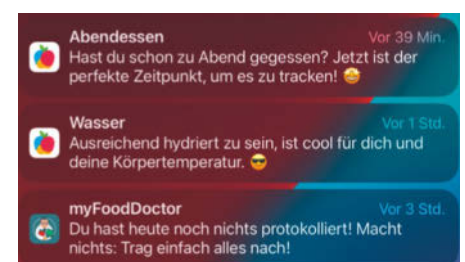 Abendessen Vor 39 Min.
Hast du schon zu Abend gegessen? Jetzt ist der
perfekte Zeitpunkt, um es zu tracken! 🤩
Wasser Vor 1 Std.
Ausreichend hydriert zu sein, ist cool für dich und
deine Körpertemperatur. 😎
myFoodDoctor Vor 3 Std.
Du hast heute noch nichts protokolliert! Macht
nichts: Trag einfach alles nach!